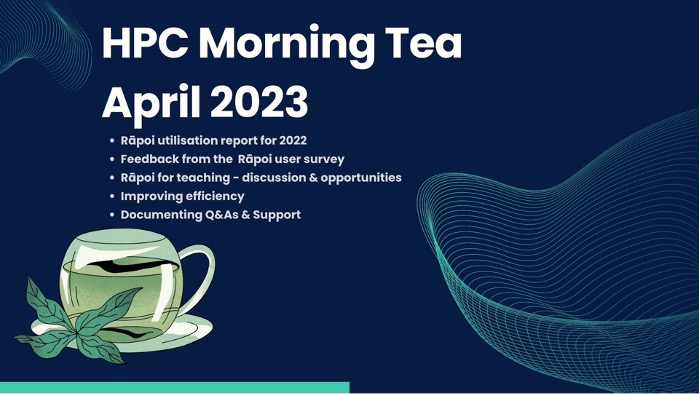 HPC Morning Tea
April 2023
• Rāpoi utilisation report for 2022
• Feedback from the Rāpoi user survey
• Rāpoi for teaching - discussion & opportunities
• Improving efficiency
• Documenting Q&As & Support